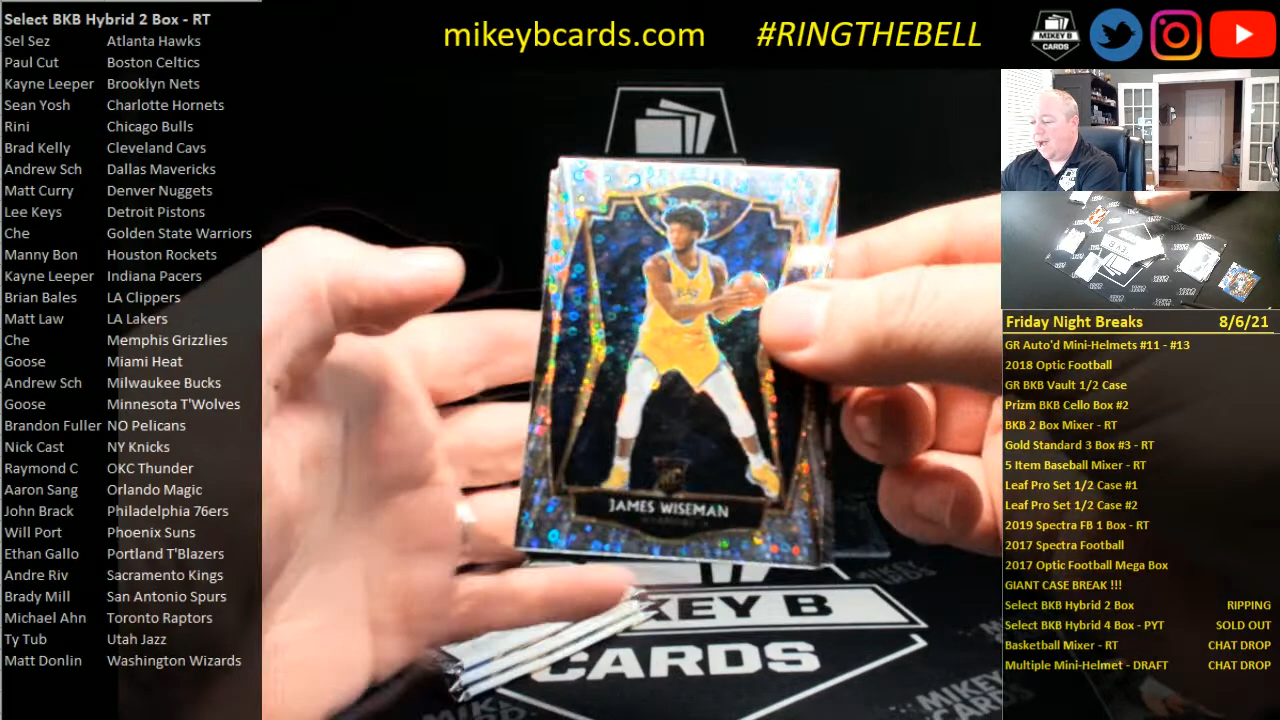 Select BKB Hybrid 2 Box - RT
Sel Sez Atlanta Hawks
Paul Cut Boston Celtics
Kayne Leeper Brooklyn Nets
Sean Yosh Charlotte Hornets
Rini Chicago Bulls
Brad Kelly Cleveland Cavs
Andrew Sch Dallas Mavericks
Matt Curry Denver Nuggets
Lee Keys Detroit Pistons
Che Golden State Warriors
Manny Bon Houston Rockets
Kayne Leeper Indiana Pacers
Brian Bales LA Clippers
Matt Law LA Lakers
Che Memphis Grizzlies
Goose Miami Heat
Andrew Sch Milwaukee Bucks
Goose Minnesota T'Wolves
Brandon Fuller NO Pelicans
Nick Cast NY Knicks
Raymond C OKC Thunder
Aaron Sang Orlando Magic
John Brack Philadelphia 76ers
Will Port Phoenix Suns
Ethan Gallo Portland T'Blazers
Andre Riv Sacramento Kings
Brady Mill San Antonio Spurs
Michael Ahn Toronto Raptors
Ty Tub Utah Jazz
Matt Donlin Washington Wizards
mikeybcards.com #RINGTHEBELL
MIKEY B
CARDS
JAMES WISEMAN
MIKEY B
CARDS
Friday Night Breaks 8/6/21
GR Auto'd Mini-Helmets #11 - #13
2018 Optic Football
GR BKB Vault 1/2 Case
Prizm BKB Cello Box #2
BKB 2 Box Mixer - RT
Gold Standard 3 Box #3 - RT
5 Item Baseball Mixer - RT
Leaf Pro Set 1/2 Case #1
Leaf Pro Set 1/2 Case #2
2019 Spectra FB 1 Box - RT
2017 Spectra Football
2017 Optic Football Mega Box
GIANT CASE BREAK !!!
Select BKB Hybrid 2 Box RIPPING
Select BKB Hybrid 4 Box - PYT SOLD OUT
Basketball Mixer - RT CHAT DROP
Multiple Mini-Helmet - DRAFT CHAT DROP